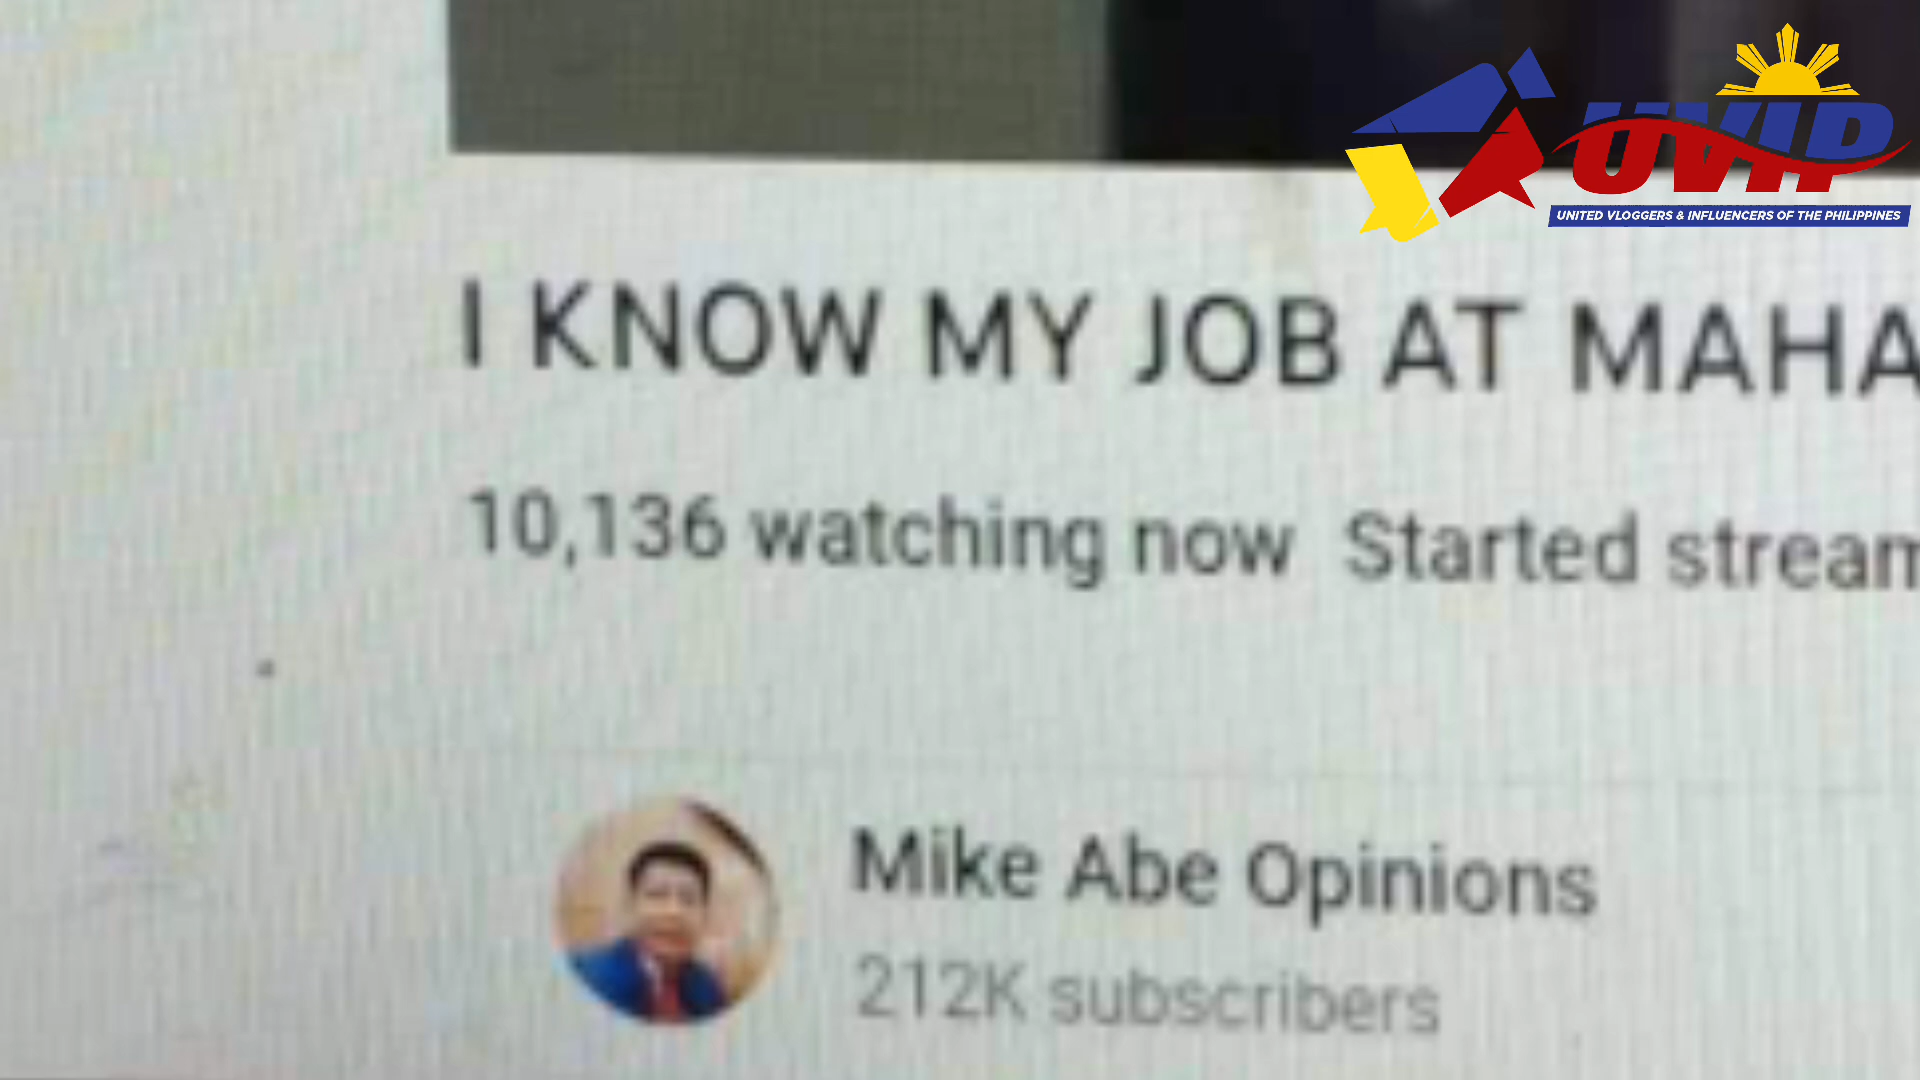 UVIP
UNITED VLOGGERS & INFLUENCERS OF THE PHILIPPINES
I KNOW MY JOB AT MAHA
10,136 watching now Started stream
Mike Abe Opinions
212K subscribers